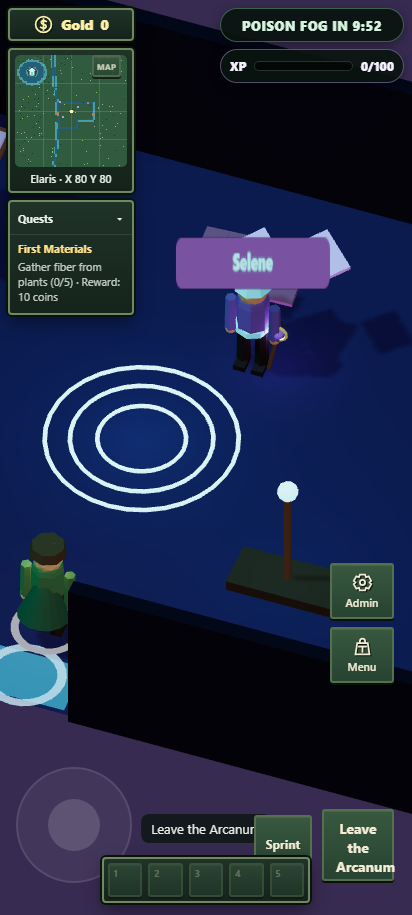 Gold 0
POISON FOG IN 9:52
XP 0/100
MAP
Elaris · X 80 Y 80
Quests
First Materials
Gather fiber from
plants (0/5) · Reward:
10 coins
Selene
Admin
Menu
Leave the Arcanum
Sprint
Leave
the
Arcanum
1 2 3 4 5